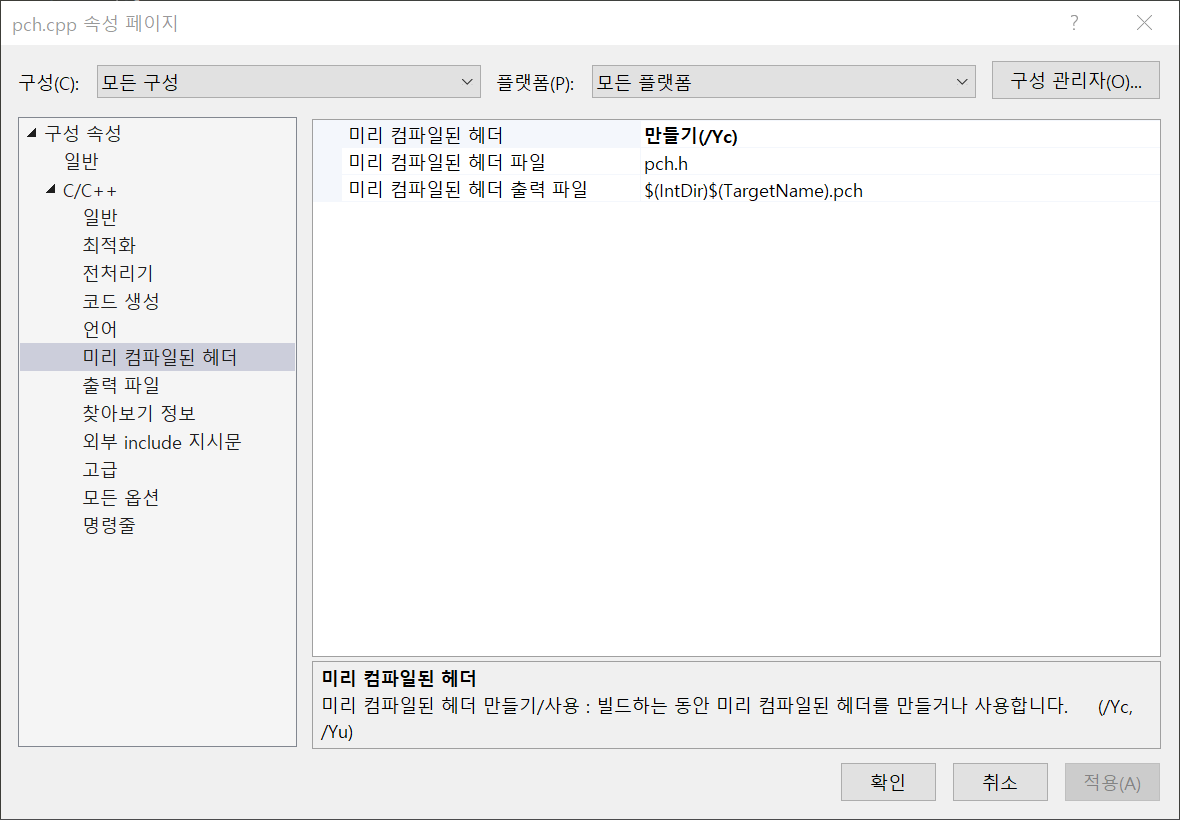 pch.cpp 속성 페이지
?
구성(C): 모든 구성 플랫폼(P): 모든 플랫폼 구성 관리자(O)...
구성 속성
일반
C/C++
일반
최적화
전처리기
코드 생성
언어
미리 컴파일된 헤더
출력 파일
찾아보기 정보
외부 include 지시문
고급
모든 옵션
명령줄
미리 컴파일된 헤더 만들기(/Yc)
미리 컴파일된 헤더 파일 pch.h
미리 컴파일된 헤더 출력 파일 $(IntDir)$(TargetName).pch
미리 컴파일된 헤더
미리 컴파일된 헤더 만들기/사용 : 빌드하는 동안 미리 컴파일된 헤더를 만들거나 사용합니다. (/Yc,
/Yu)
확인 취소 적용(A)